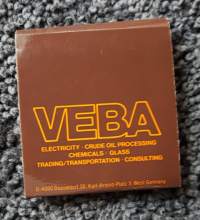 VEBA
ELECTRICITY · CRUDE OIL PROCESSING
CHEMICALS · GLASS
TRADING/TRANSPORTATION · CONSULTING
D-4000 Düsseldorf 30, Karl-Arnold-Platz 3, West Germany